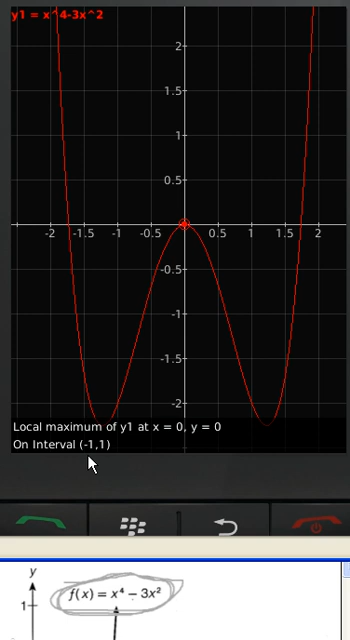 y1 = x^4-3x^2
2
1.5
1
0.5
-2 -1.5 -1 -0.5 0.5 1 1.5 2
-0.5
-1
-1.5
-2
Local maximum of y1 at x = 0, y = 0
On Interval (-1,1)
y
f(x) = x⁴ − 3x²
1